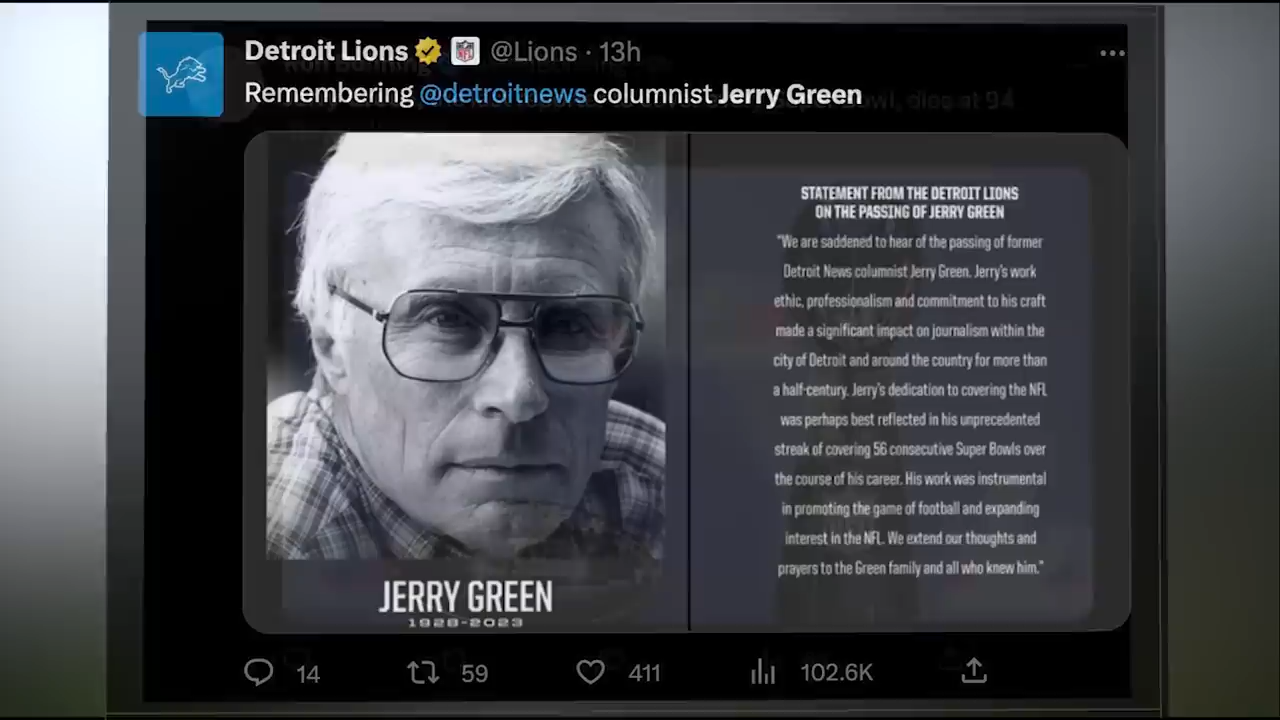 Detroit Lions @Lions · 13h
Remembering @detroitnews columnist Jerry Green
dies at 94
STATEMENT FROM THE DETROIT LIONS
ON THE PASSING OF JERRY GREEN
"We are saddened to hear of the passing of former
Detroit News columnist Jerry Green. Jerry's work
ethic, professionalism and commitment to his craft
made a significant impact on journalism within the
city of Detroit and around the country for more than
a half-century. Jerry's dedication to covering the NFL
was perhaps best reflected in his unprecedented
streak of covering 56 consecutive Super Bowls over
the course of his career. His work was instrumental
in promoting the game of football and expanding
interest in the NFL. We extend our thoughts and
prayers to the Green family and all who knew him."
JERRY GREEN
1928-2023
14 59 411 102.6K